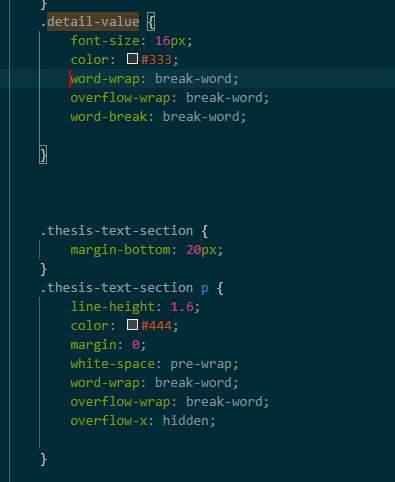 }
.detail-value {
font-size: 16px;
color: #333;
word-wrap: break-word;
overflow-wrap: break-word;
word-break: break-word;
}
.thesis-text-section {
margin-bottom: 20px;
}
.thesis-text-section p {
line-height: 1.6;
color: #444;
margin: 0;
white-space: pre-wrap;
word-wrap: break-word;
overflow-wrap: break-word;
overflow-x: hidden;
}